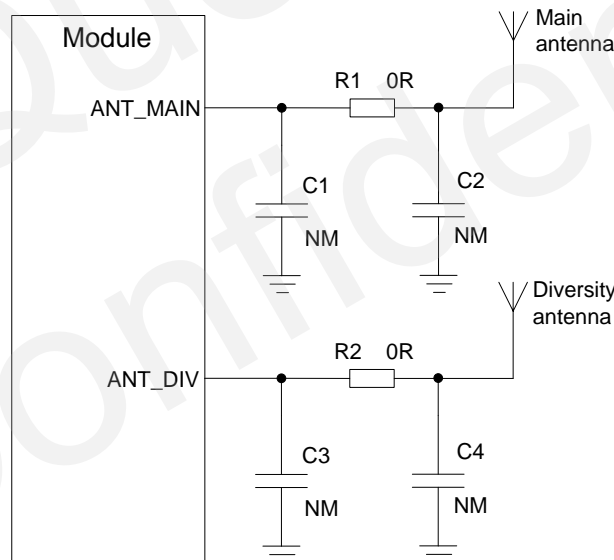 Module
Main
antenna
R1 0R
ANT_MAIN
C1
C2
NM
NM
Diversity
antenna
R2 0R
ANT_DIV
C3
C4
NM
NM